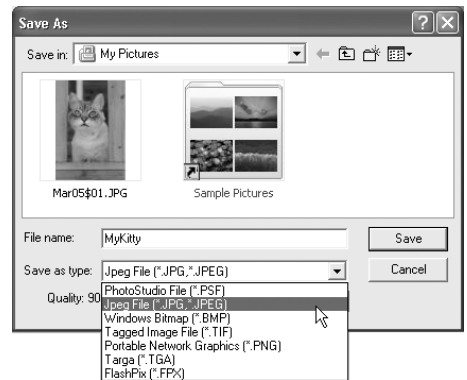 Save As
Save in: My Pictures
Mar05$01.JPG
Sample Pictures
File name: MyKitty
Save
Save as type: Jpeg File (*.JPG,*.JPEG)
Cancel
Quality: 90
PhotoStudio File (*.PSF)
Jpeg File (*.JPG,*.JPEG)
Windows Bitmap (*.BMP)
Tagged Image File (*.TIF)
Portable Network Graphics (*.PNG)
Targa (*.TGA)
FlashPix (*.FPX)